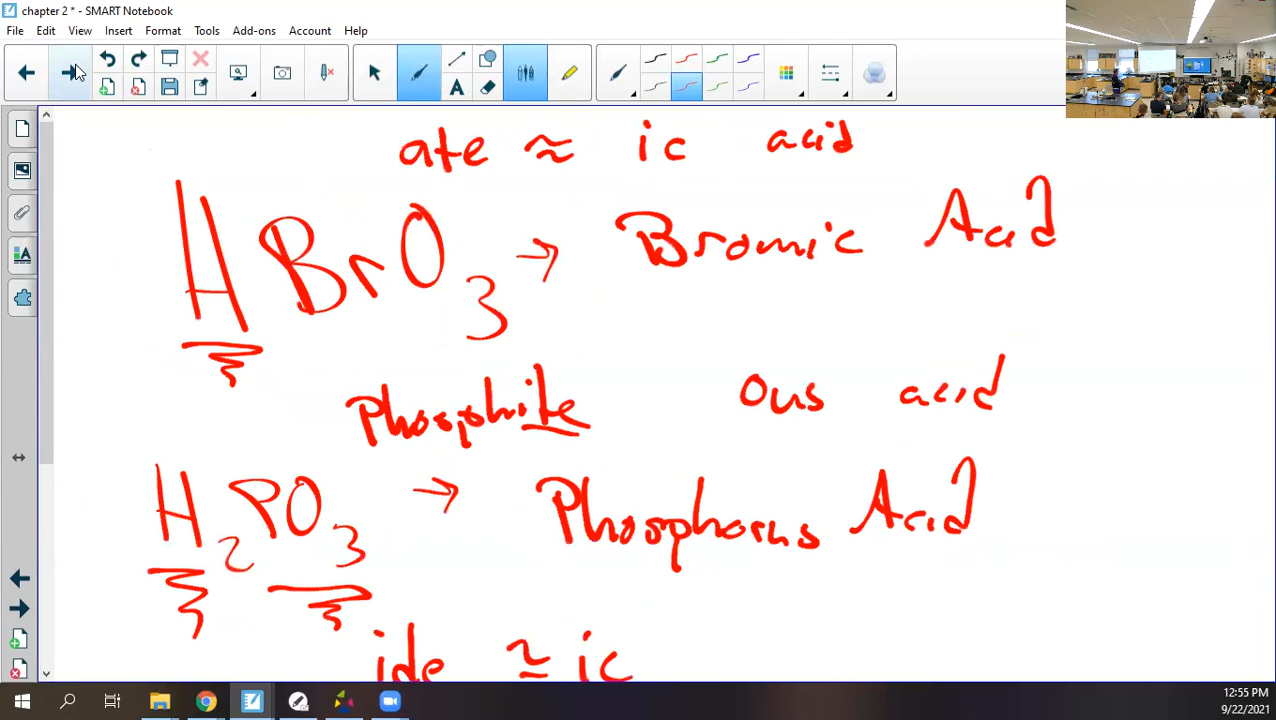 chapter 2 * - SMART Notebook
File Edit View Insert Format Tools Add-ons Account Help
A
ate ≈ ic acid
HBrO3 → Bromic Acid
Phosphite ous acid
H2PO3 → Phosphorus Acid
ide ≅ ic
12:55 PM
9/22/2021